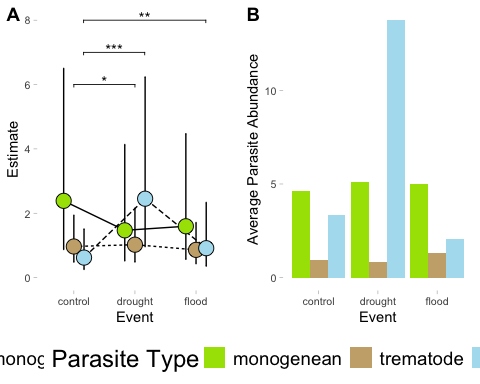 A
B
**
***
*
8
6
4
2
0
Estimate
control drought flood
Event
10
5
0
Average Parasite Abundance
control drought flood
Event
Parasite Type monogenean trematode